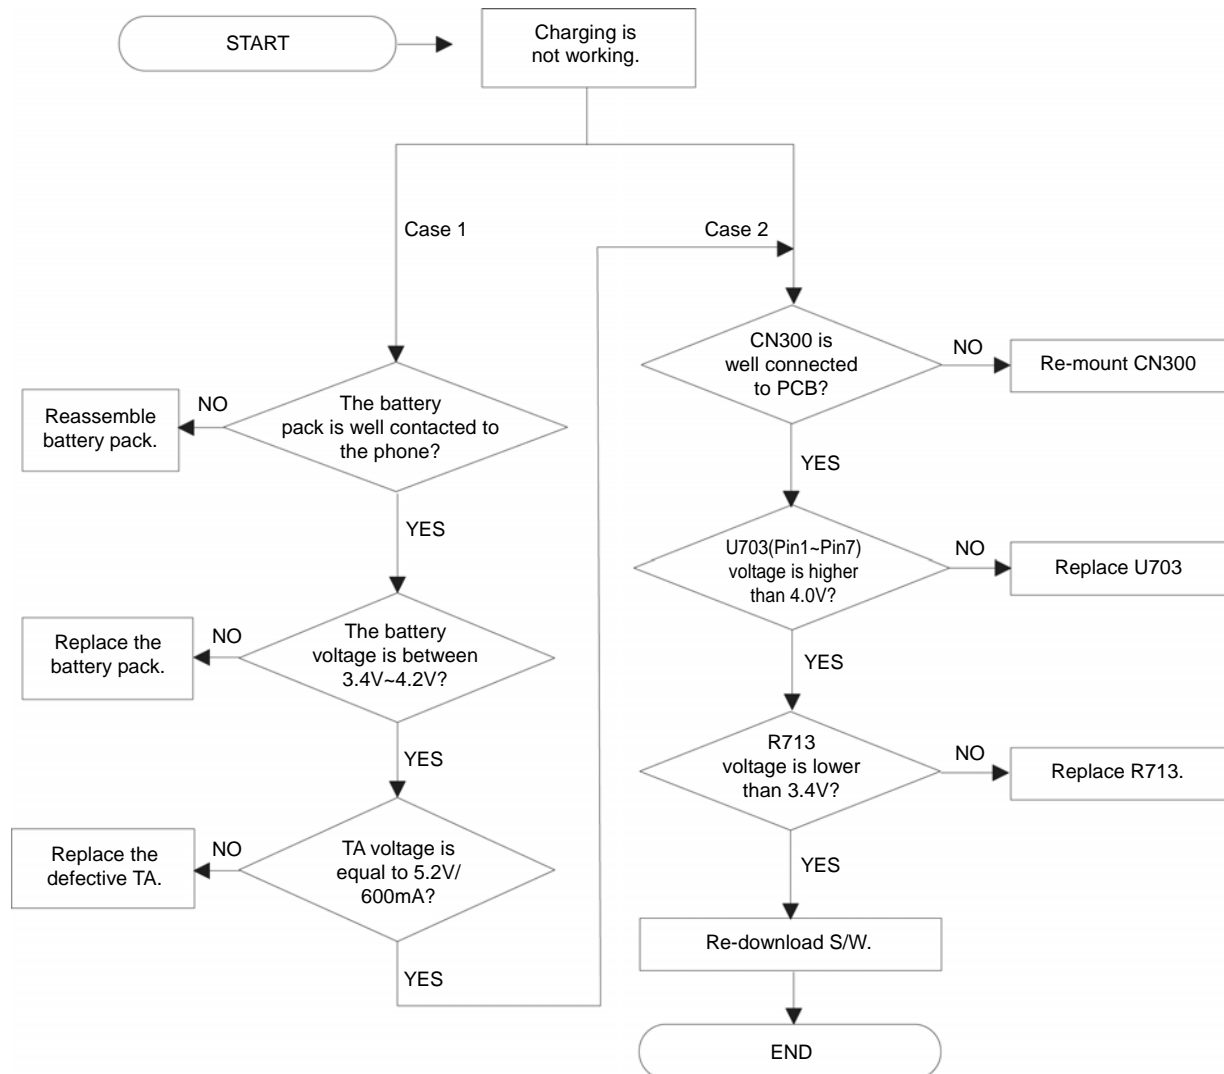 START
Charging is
not working.
Case 1
Case 2
The battery
pack is well contacted to
the phone?
NO
Reassemble
battery pack.
YES
The battery
voltage is between
3.4V~4.2V?
NO
Replace the
battery pack.
YES
TA voltage is
equal to 5.2V/
600mA?
NO
Replace the
defective TA.
YES
CN300 is
well connected
to PCB?
NO
Re-mount CN300
YES
U703(Pin1~Pin7)
voltage is higher
than 4.0V?
NO
Replace U703
YES
R713
voltage is lower
than 3.4V?
NO
Replace R713.
YES
Re-download S/W.
END